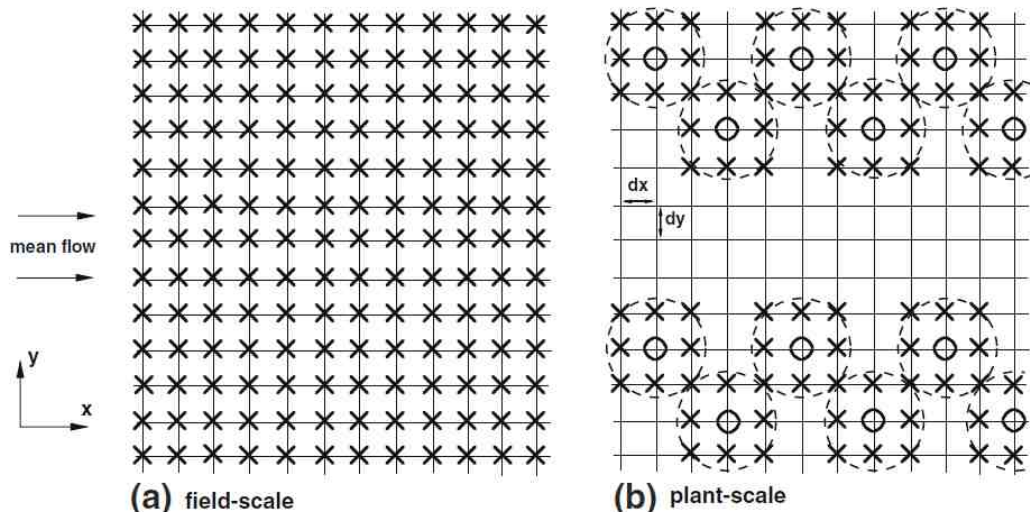 mean flow
y
x
(a) field-scale
dx
dy
(b) plant-scale